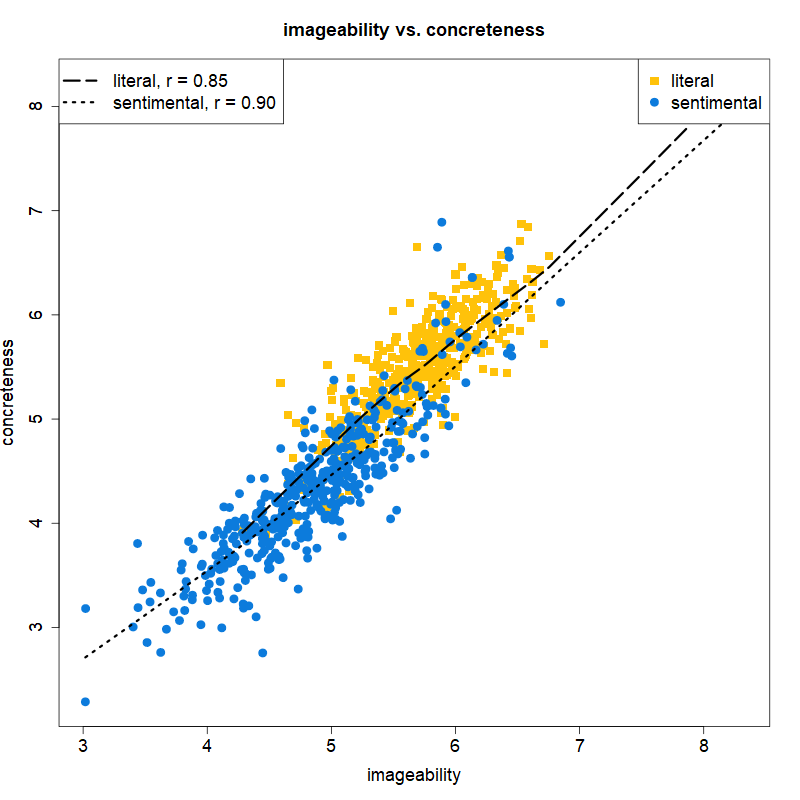 imageability vs. concreteness
literal, r = 0.85
sentimental, r = 0.90
literal
sentimental
8
7
6
5
4
3
concreteness
3 4 5 6 7 8
imageability